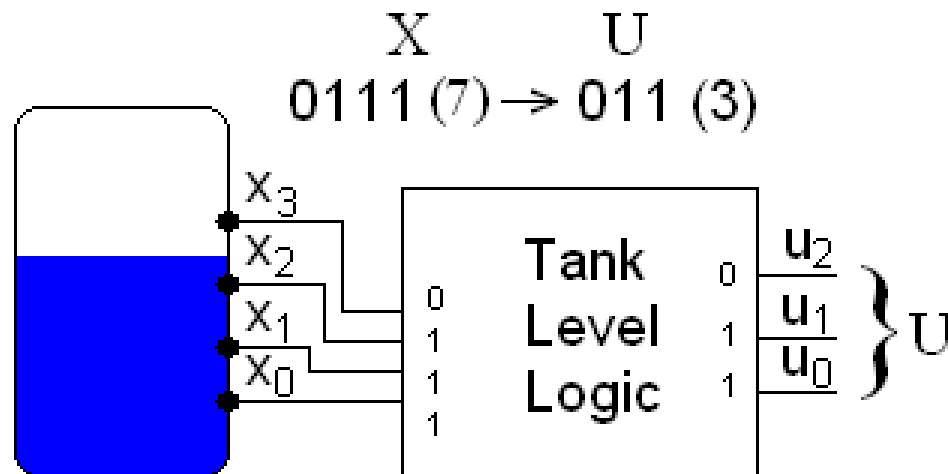 X U
0111 (7) → 011 (3)
x3
x2
x1
x0
0
1
1
1
Tank
Level
Logic
0 u2
1 u1
1 u0
} U